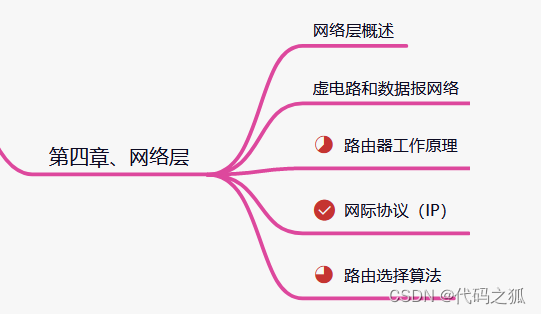 网络层概述
虚电路和数据报网络
路由器工作原理
第四章、网络层
网际协议（IP）
路由选择算法
CSDN @代码之狐